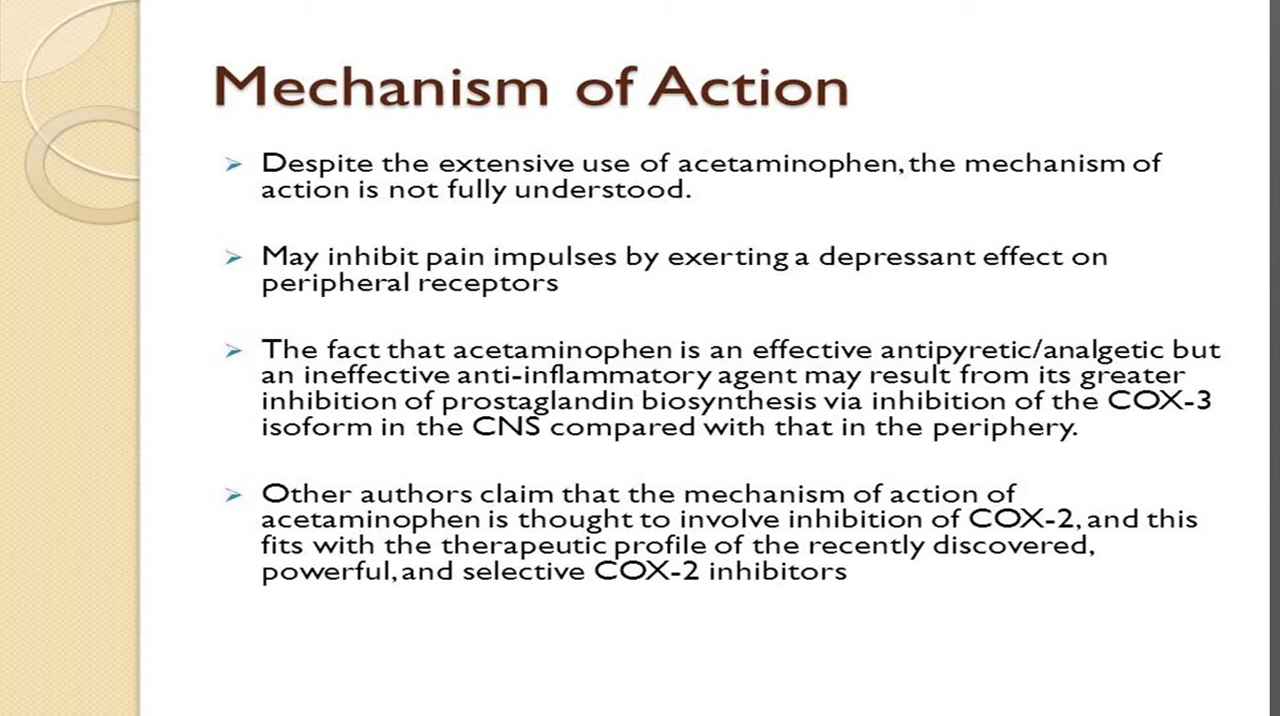 Mechanism of Action
Despite the extensive use of acetaminophen, the mechanism of
action is not fully understood.
May inhibit pain impulses by exerting a depressant effect on
peripheral receptors
The fact that acetaminophen is an effective antipyretic/analgetic but
an ineffective anti-inflammatory agent may result from its greater
inhibition of prostaglandin biosynthesis via inhibition of the COX-3
isoform in the CNS compared with that in the periphery.
Other authors claim that the mechanism of action of
acetaminophen is thought to involve inhibition of COX-2, and this
fits with the therapeutic profile of the recently discovered,
powerful, and selective COX-2 inhibitors